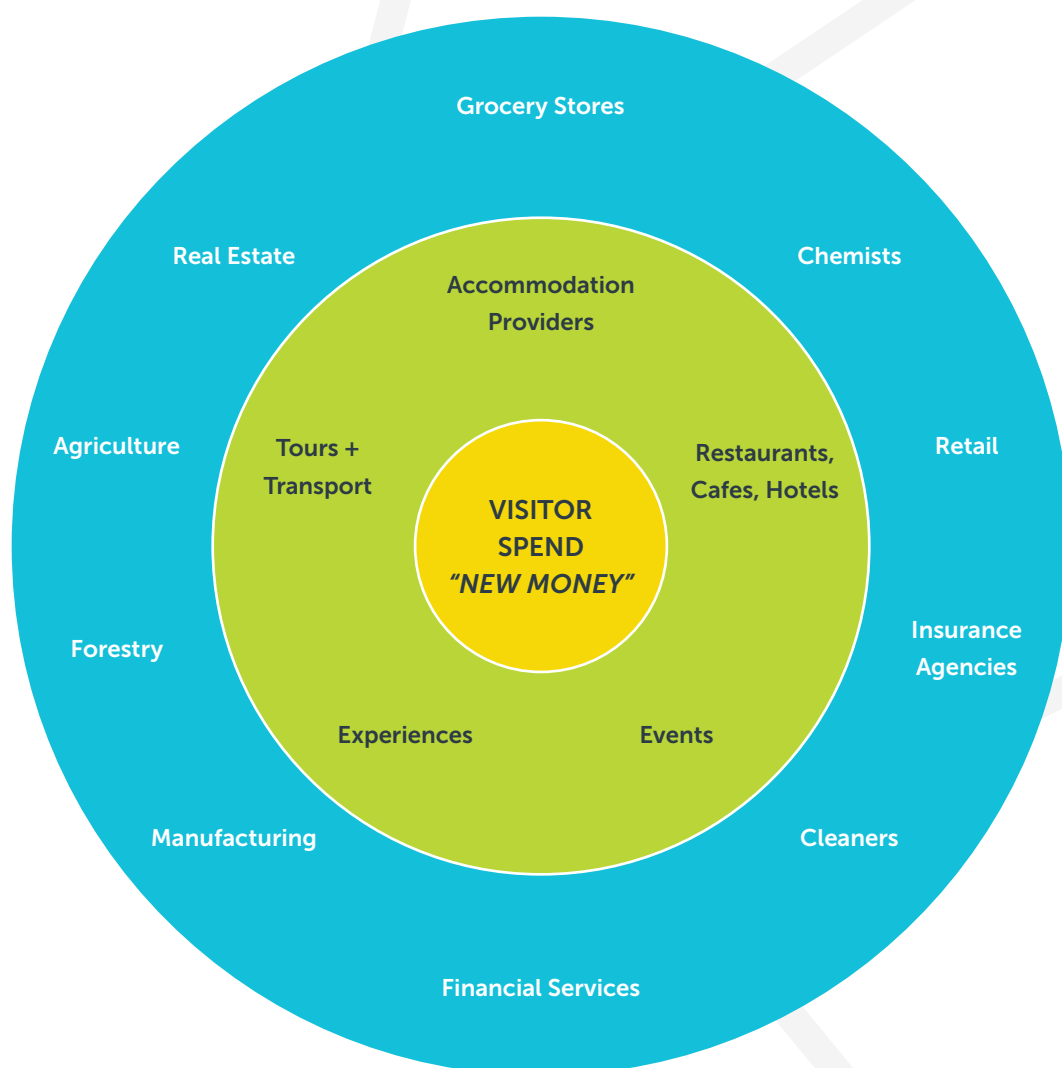 Grocery Stores
Real Estate
Chemists
Accommodation
Providers
Agriculture
Tours +
Transport
Restaurants,
Cafes, Hotels
Retail
VISITOR
SPEND
“NEW MONEY”
Forestry
Insurance
Agencies
Experiences
Events
Manufacturing
Cleaners
Financial Services